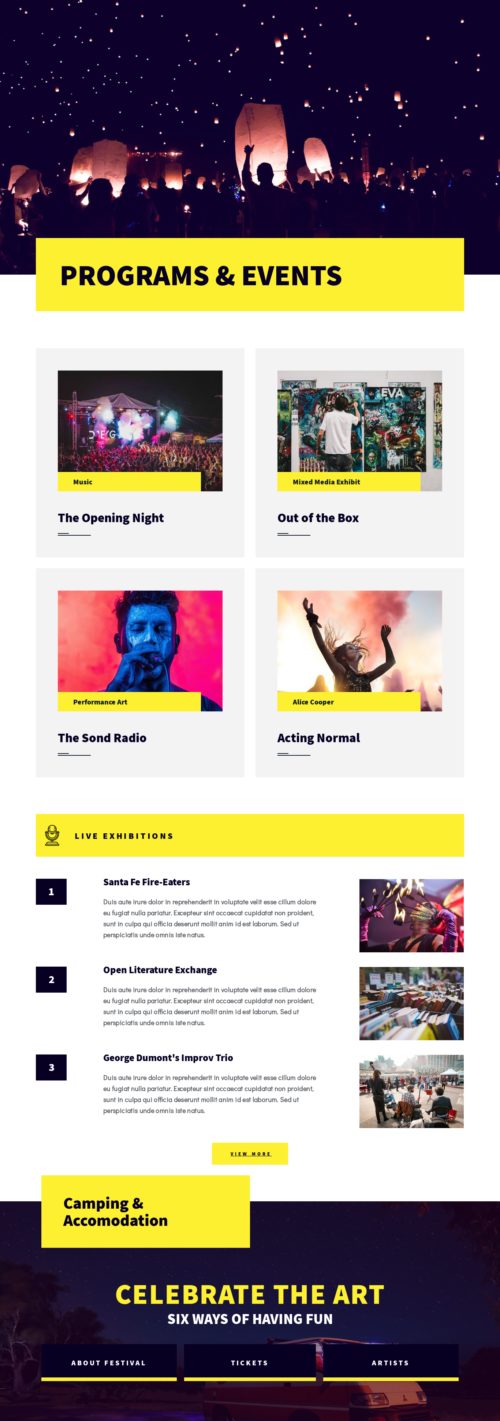 PROGRAMS & EVENTS
EVA
Music
Mixed Media Exhibit
The Opening Night
Out of the Box
Performance Art
Alice Cooper
The Sond Radio
Acting Normal
LIVE EXHIBITIONS
1
Santa Fe Fire-Eaters
Duis aute irure dolor in reprehenderit in voluptate velit esse cillum dolore
eu fugiat nulla pariatur. Excepteur sint occaecat cupidatat non proident,
sunt in culpa qui officia deserunt mollit anim id est laborum. Sed ut
perspiciatis unde omnis iste natus.
2
Open Literature Exchange
Duis aute irure dolor in reprehenderit in voluptate velit esse cillum dolore
eu fugiat nulla pariatur. Excepteur sint occaecat cupidatat non proident,
sunt in culpa qui officia deserunt mollit anim id est laborum. Sed ut
perspiciatis unde omnis iste natus.
3
George Dumont's Improv Trio
Duis aute irure dolor in reprehenderit in voluptate velit esse cillum dolore
eu fugiat nulla pariatur. Excepteur sint occaecat cupidatat non proident,
sunt in culpa qui officia deserunt mollit anim id est laborum. Sed ut
perspiciatis unde omnis iste natus.
VIEW MORE
Camping &
Accomodation
CELEBRATE THE ART
SIX WAYS OF HAVING FUN
ABOUT FESTIVAL
TICKETS
ARTISTS